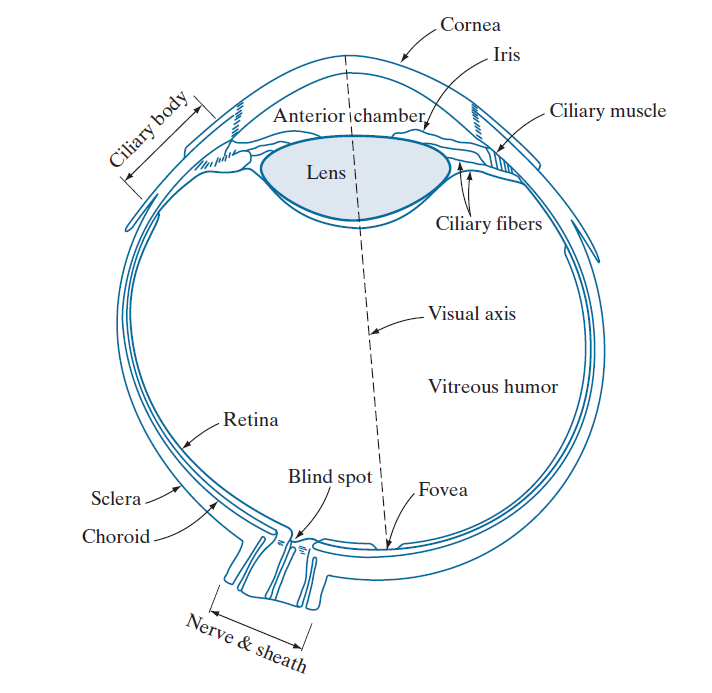 Cornea
Iris
Ciliary body
Anterior chamber
Ciliary muscle
Lens
Ciliary fibers
Visual axis
Vitreous humor
Retina
Blind spot
Fovea
Sclera
Choroid
Nerve & sheath